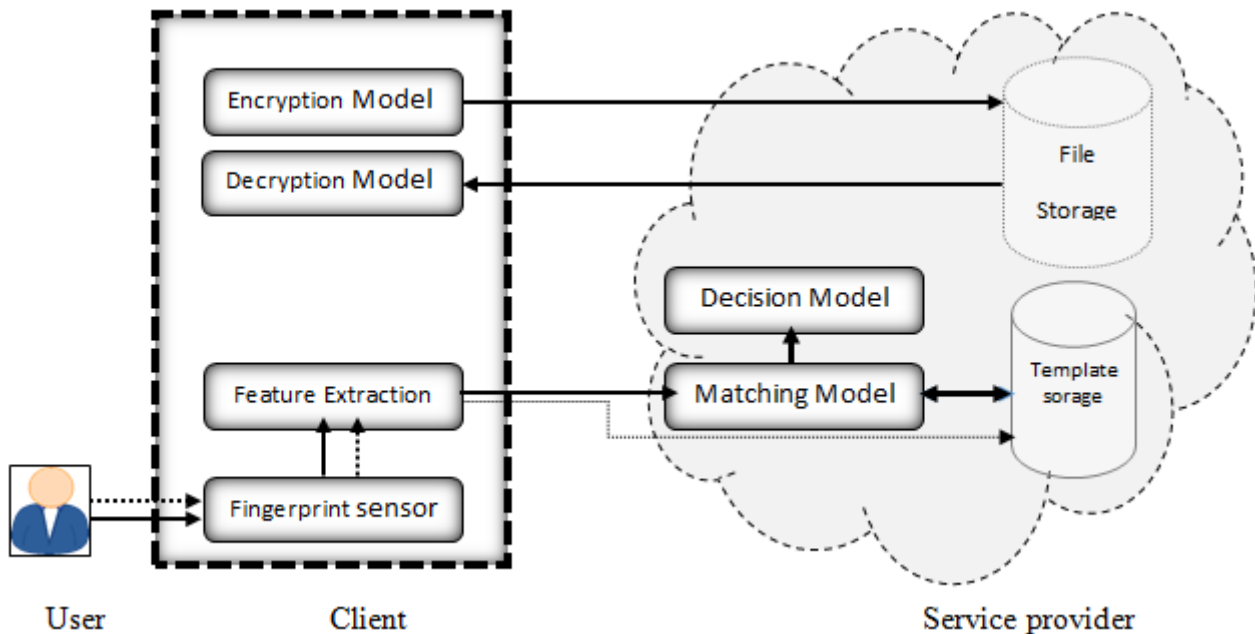 Encryption Model
Decryption Model
File
Storage
Decision Model
Feature Extraction
Matching Model
Template
sorage
Fingerprint sensor
User
Client
Service provider